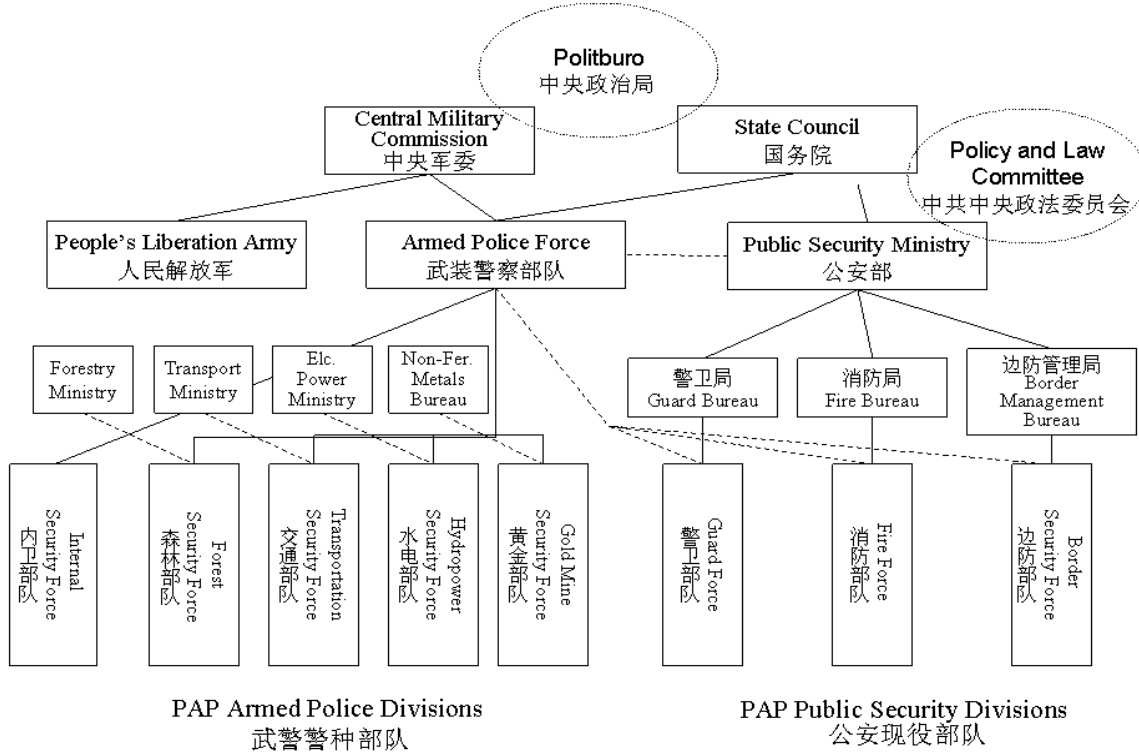 Politburo
中央政治局
Central Military
Commission
中央军委
State Council
国务院
Policy and Law
Committee
中共中央政法委员会
People's Liberation Army
人民解放军
Armed Police Force
武装警察部队
Public Security Ministry
公安部
Forestry
Ministry
Transport
Ministry
Elc.
Power
Ministry
Non-Fer.
Metals
Bureau
警卫局
Guard Bureau
消防局
Fire Bureau
边防管理局
Border
Management
Bureau
Internal
Security Force
内卫部队
Forest
Security Force
森林部队
Transportation
Security Force
交通部队
Hydropower
Security Force
水电部队
Gold Mine
Security Force
黄金部队
Guard Force
警卫部队
Fire Force
消防部队
Border
Security Force
边防部队
PAP Armed Police Divisions
武警警种部队
PAP Public Security Divisions
公安现役部队